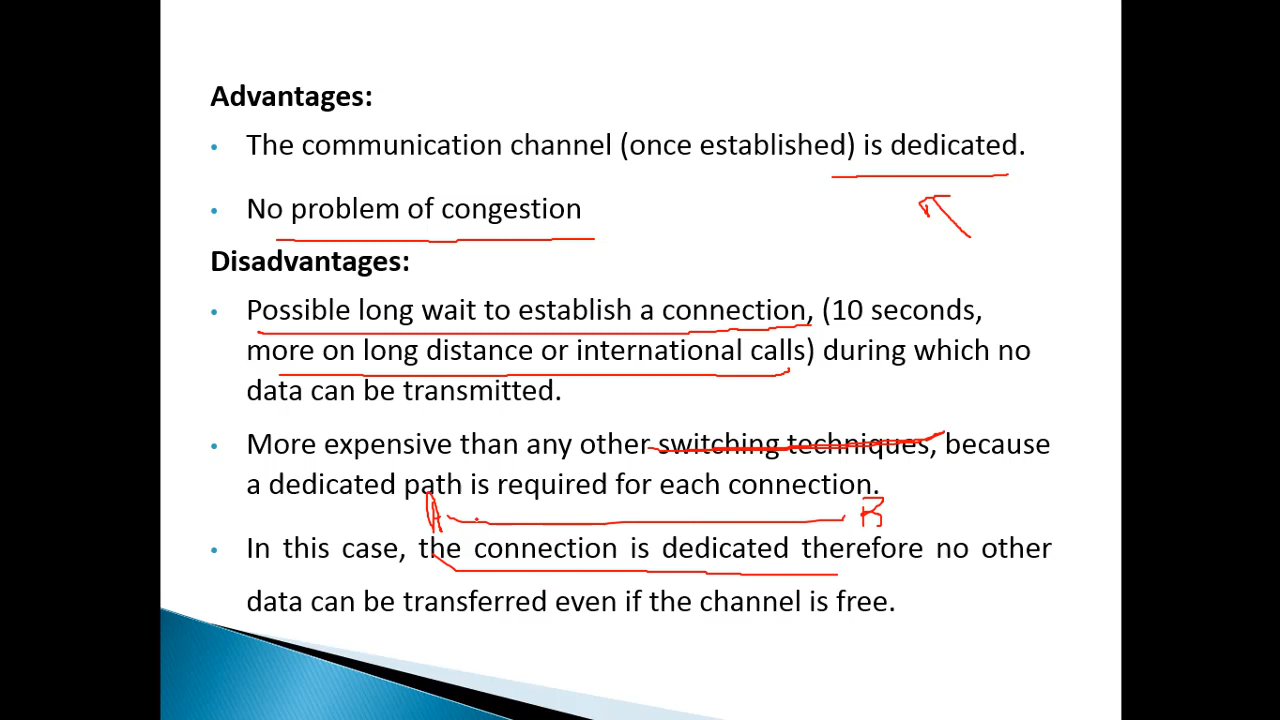 Advantages:
• The communication channel (once established) is dedicated.
• No problem of congestion
Disadvantages:
• Possible long wait to establish a connection, (10 seconds,
more on long distance or international calls) during which no
data can be transmitted.
• More expensive than any other switching techniques, because
a dedicated path is required for each connection.
A B
• In this case, the connection is dedicated therefore no other
data can be transferred even if the channel is free.